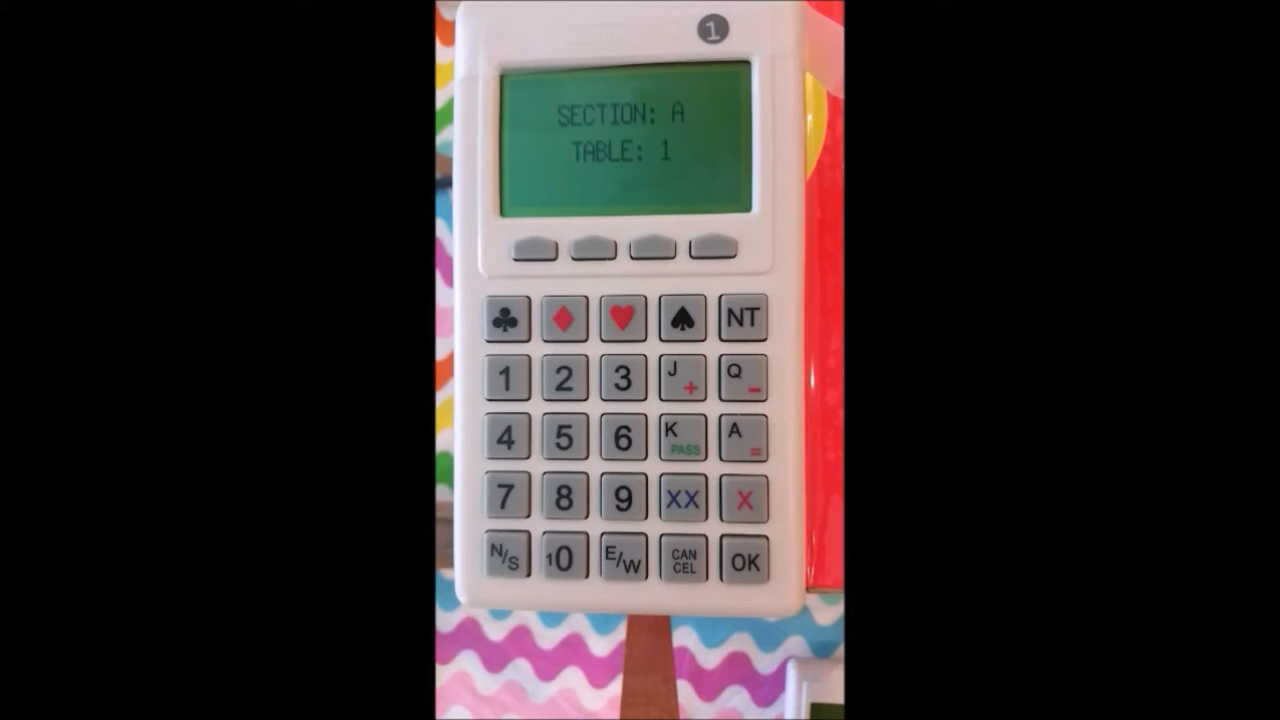 1
SECTION: A
TABLE: 1
♣ ♦ ♥ ♠ NT
1 2 3 J + Q −
4 5 6 K PASS A =
7 8 9 XX X
N/S 10 E/W CAN CEL OK